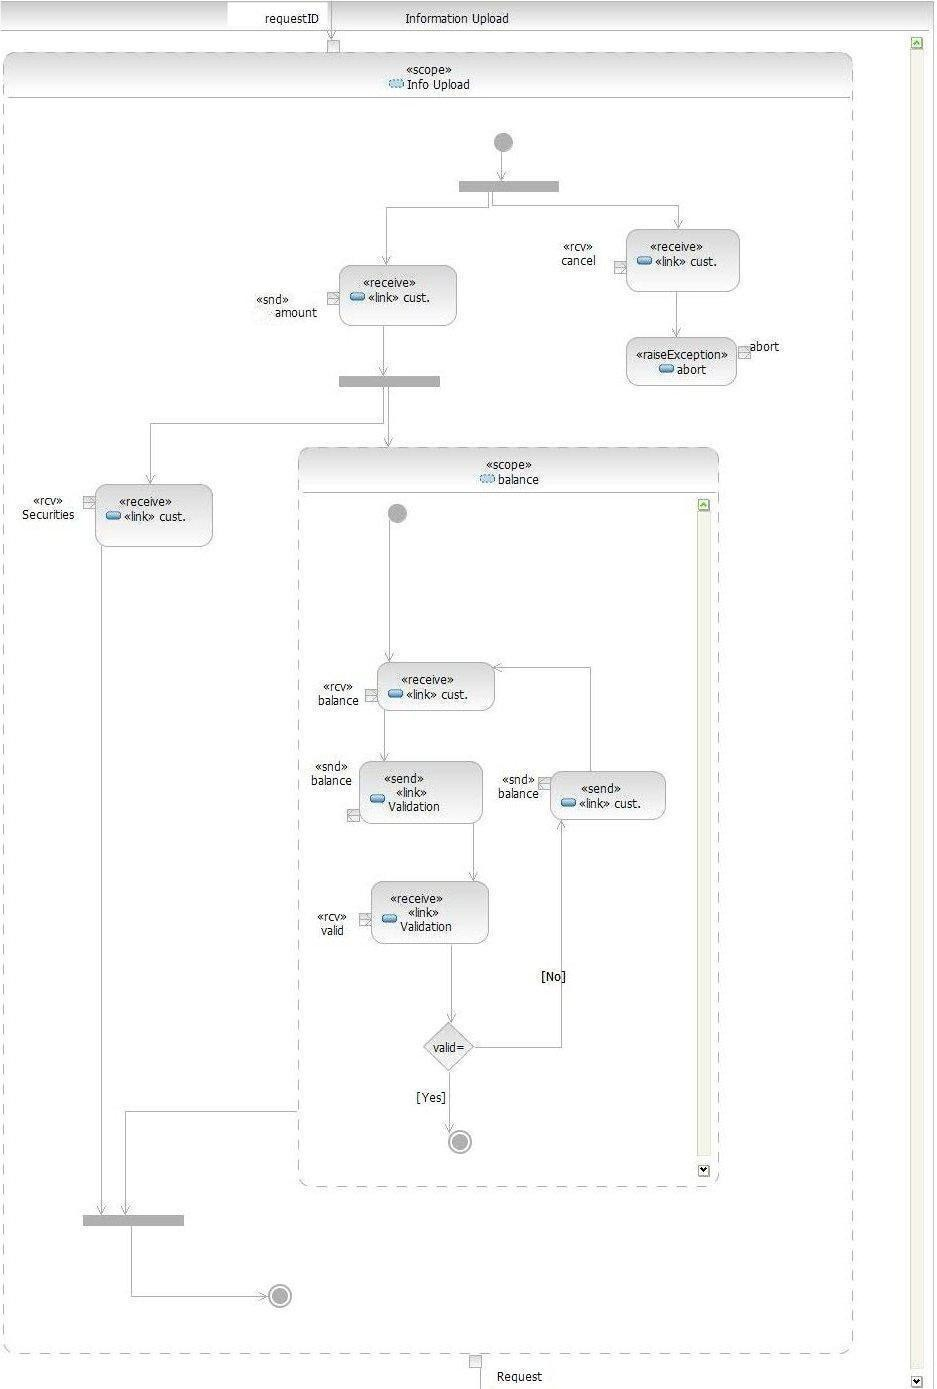 requestID
Information Upload
«scope»
Info Upload
«rcv»
cancel
«receive»
«link» cust.
«snd»
amount
«receive»
«link» cust.
«raiseException»
abort
abort
«rcv»
Securities
«receive»
«link» cust.
«scope»
balance
«rcv»
balance
«receive»
«link» cust.
«snd»
balance
«send»
«link»
Validation
«snd»
balance
«send»
«link» cust.
«rcv»
valid
«receive»
«link»
Validation
[No]
valid=
[Yes]
Request